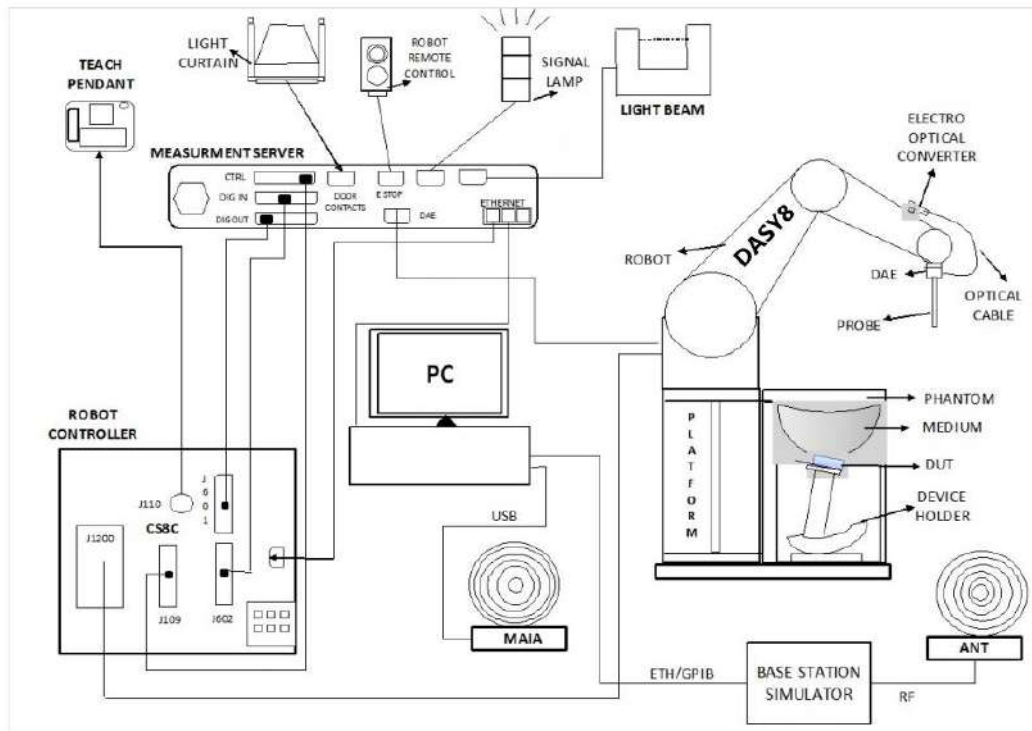 LIGHT
CURTAIN
ROBOT
REMOTE
CONTROL
SIGNAL
LAMP
LIGHT BEAM
TEACH
PENDANT
MEASURMENT SERVER
CTRL
DIG IN
DIG OUT
DOOR
CONTACTS
E STOP
DAE
ETHERNET
ELECTRO
OPTICAL
CONVERTER
ROBOT
DASY8
DAE
OPTICAL
CABLE
PROBE
PC
PLATFORM
PHANTOM
MEDIUM
DUT
DEVICE
HOLDER
ROBOT
CONTROLLER
J110
J601
CS8C
J1200
J109
J602
USB
MAIA
ETH/GPIB
BASE STATION
SIMULATOR
RF
ANT